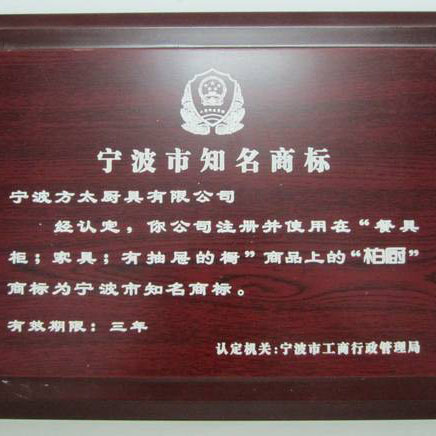 宁波市知名商标
宁波方太厨具有限公司
经认定，你公司注册并使用在“餐具
柜；家具；有抽屉的橱”商品上的“柏厨”
商标为宁波市知名商标。
有效期限：三年
认定机关：宁波市工商行政管理局